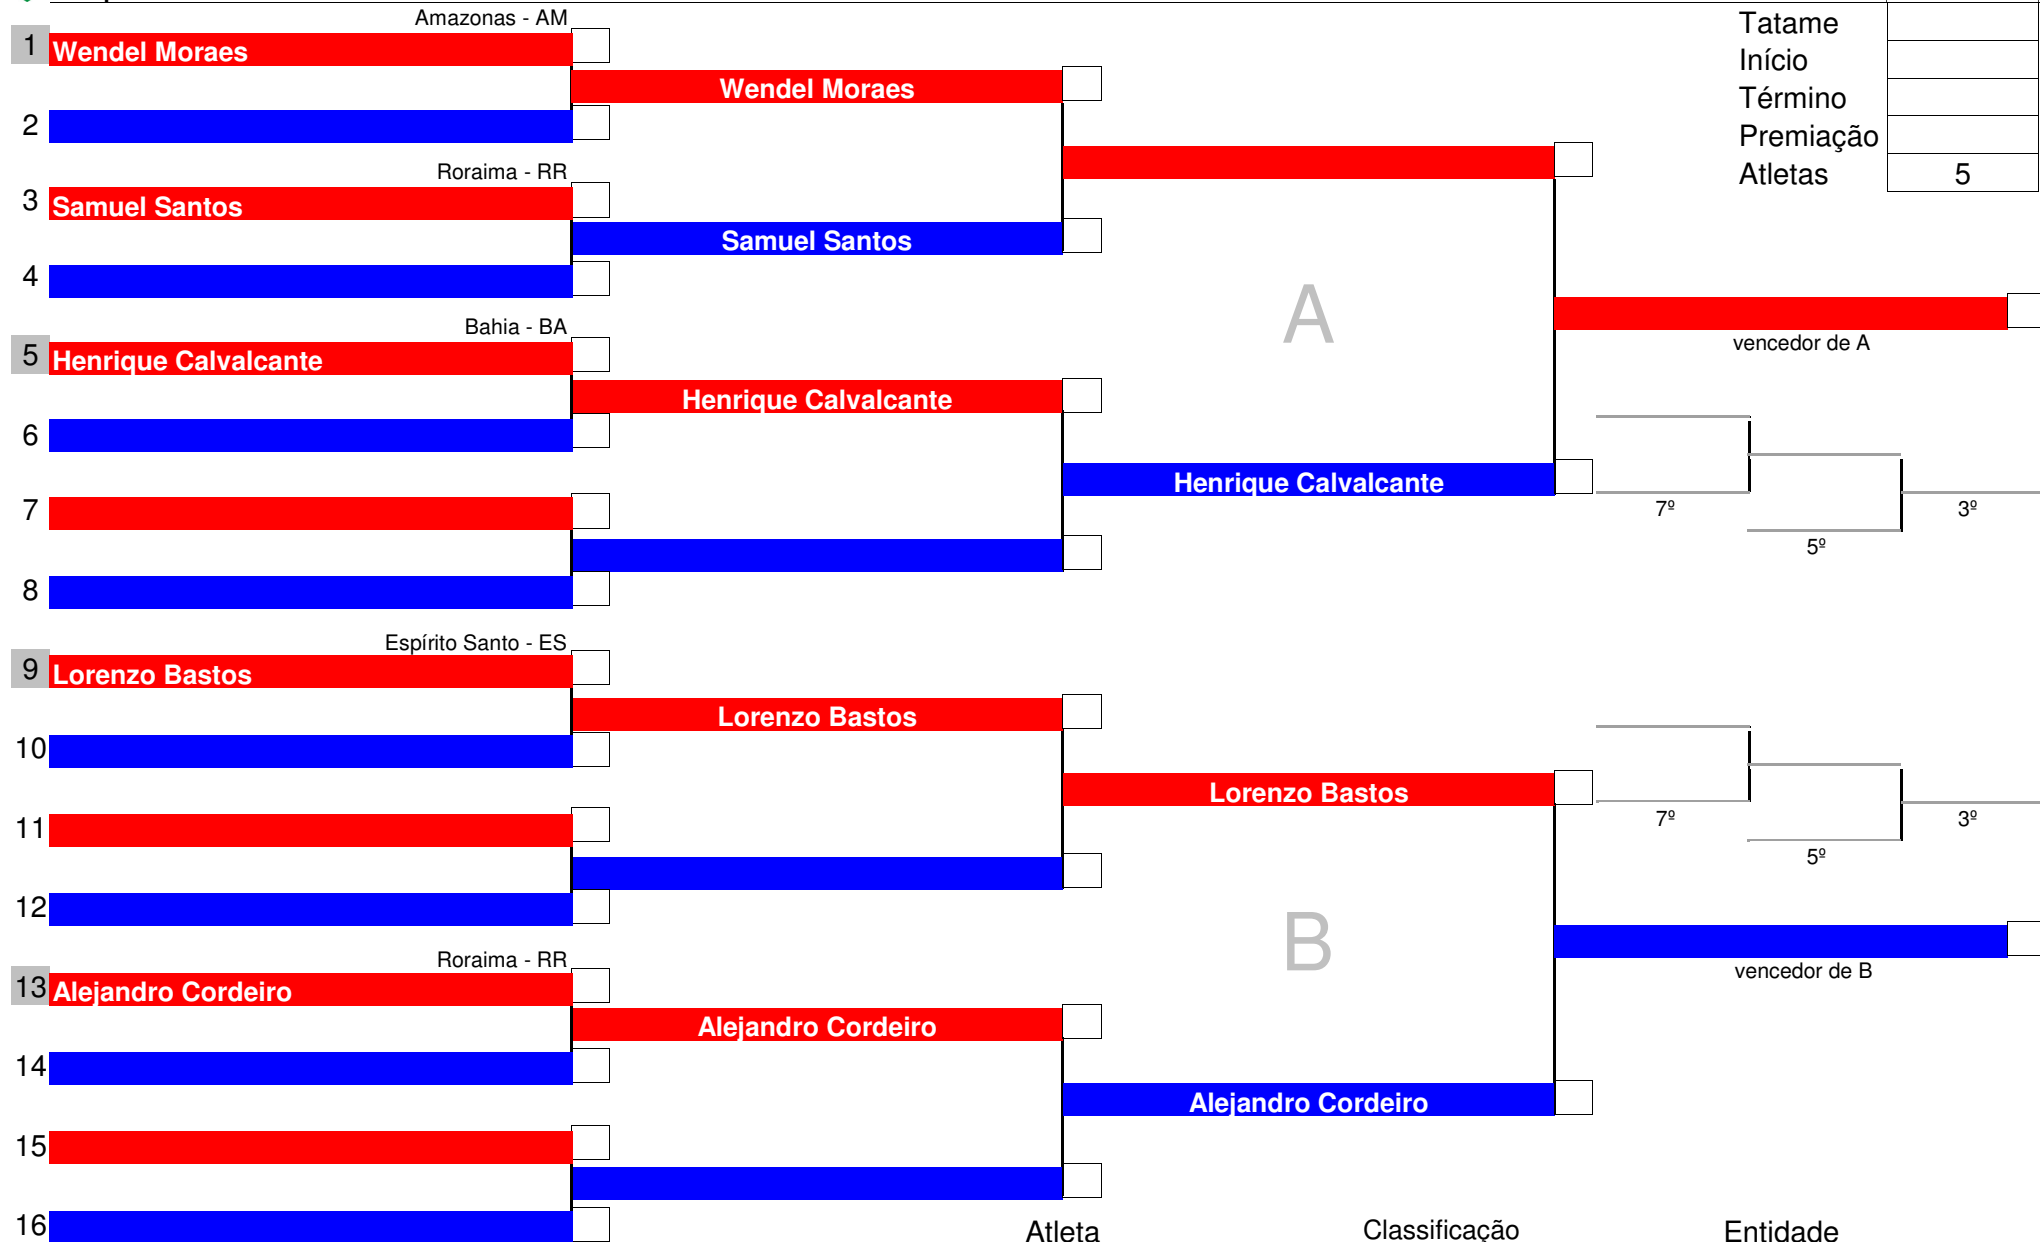 Amazonas - AM
1 Wendel Moraes
Wendel Moraes
2
Roraima - RR
3 Samuel Santos
Samuel Santos
4
Bahia - BA
5 Henrique Calvalcante
Henrique Calvalcante
6
Henrique Calvalcante
7
8
A
vencedor de A
7º
5º
3º
Espírito Santo - ES
9 Lorenzo Bastos
Lorenzo Bastos
10
Lorenzo Bastos
11
12
B
7º
5º
3º
vencedor de B
Roraima - RR
13 Alejandro Cordeiro
Alejandro Cordeiro
14
Alejandro Cordeiro
15
16
Tatame
Início
Término
Premiação
Atletas 5
Atleta Classificação Entidade